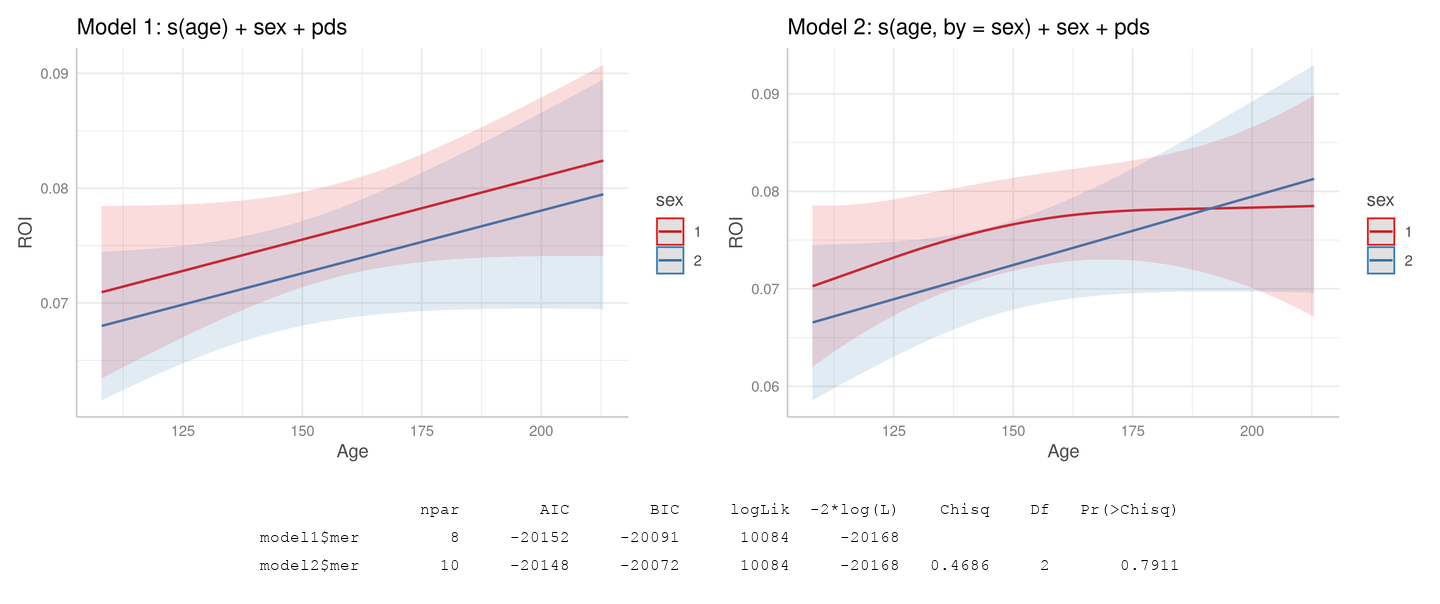 Model 1: s(age) + sex + pds
0.09
0.08
0.07
ROI
125 150 175 200
Age
sex
1
2
Model 2: s(age, by = sex) + sex + pds
0.09
0.08
0.07
0.06
ROI
125 150 175 200
Age
sex
1
2
npar AIC BIC logLik -2*log(L) Chisq Df Pr(>Chisq)
model1$mer 8 -20152 -20091 10084 -20168
model2$mer 10 -20148 -20072 10084 -20168 0.4686 2 0.7911